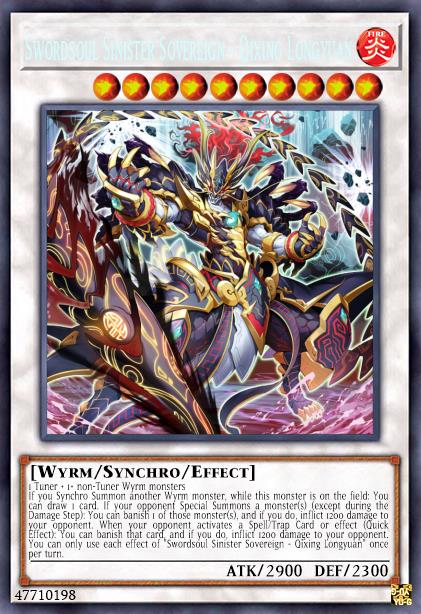 Swordsoul Sinister Sovereign - Qixing Longyuan
FIRE
炎
[Wyrm/Synchro/Effect]
1 Tuner + 1+ non-Tuner Wyrm monsters
If you Synchro Summon another Wyrm monster, while this monster is on the field: You
can draw 1 card. If your opponent Special Summons a monster(s) (except during the
Damage Step): You can banish 1 of those monster(s), and if you do, inflict 1200 damage to
your opponent. When your opponent activates a Spell/Trap Card or effect (Quick
Effect): You can banish that card, and if you do, inflict 1200 damage to your opponent.
You can only use each effect of "Swordsoul Sinister Sovereign - Qixing Longyuan" once
per turn.
ATK/2900 DEF/2300
47710198